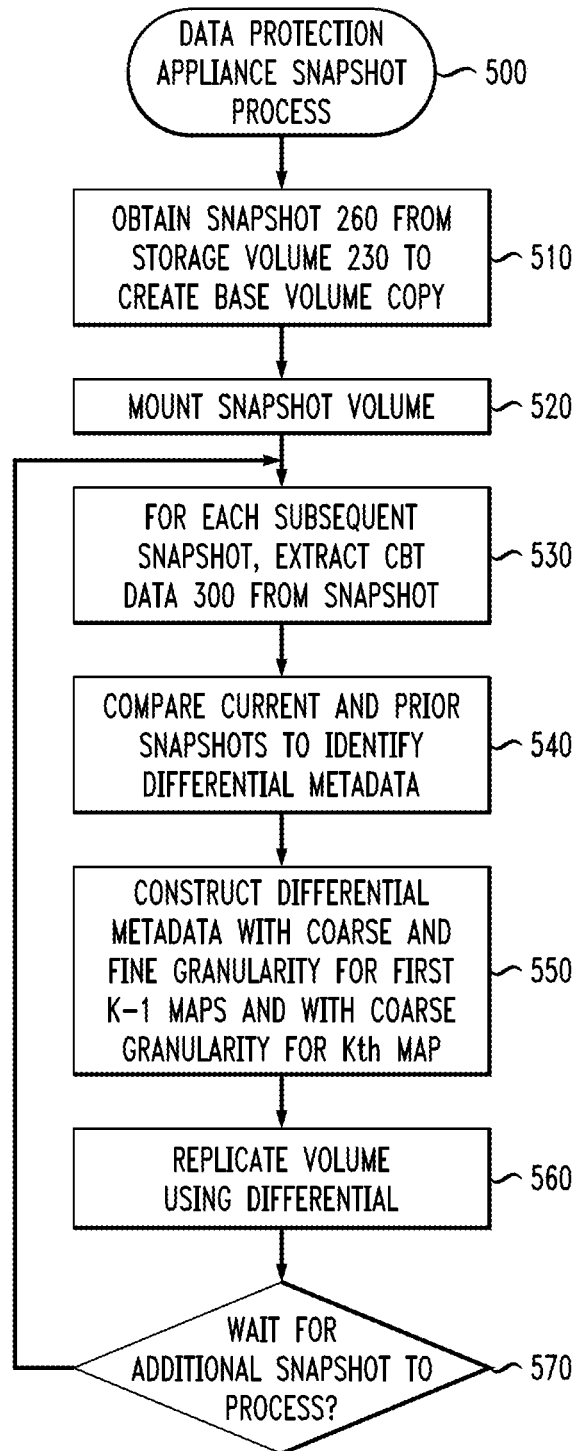 DATA PROTECTION
APPLIANCE SNAPSHOT
PROCESS
500
OBTAIN SNAPSHOT 260 FROM
STORAGE VOLUME 230 TO
CREATE BASE VOLUME COPY
510
MOUNT SNAPSHOT VOLUME
520
FOR EACH SUBSEQUENT
SNAPSHOT, EXTRACT CBT
DATA 300 FROM SNAPSHOT
530
COMPARE CURRENT AND PRIOR
SNAPSHOTS TO IDENTIFY
DIFFERENTIAL METADATA
540
CONSTRUCT DIFFERENTIAL
METADATA WITH COARSE AND
FINE GRANULARITY FOR FIRST
K-1 MAPS AND WITH COARSE
GRANULARITY FOR Kth MAP
550
REPLICATE VOLUME
USING DIFFERENTIAL
560
WAIT FOR
ADDITIONAL SNAPSHOT TO
PROCESS?
570